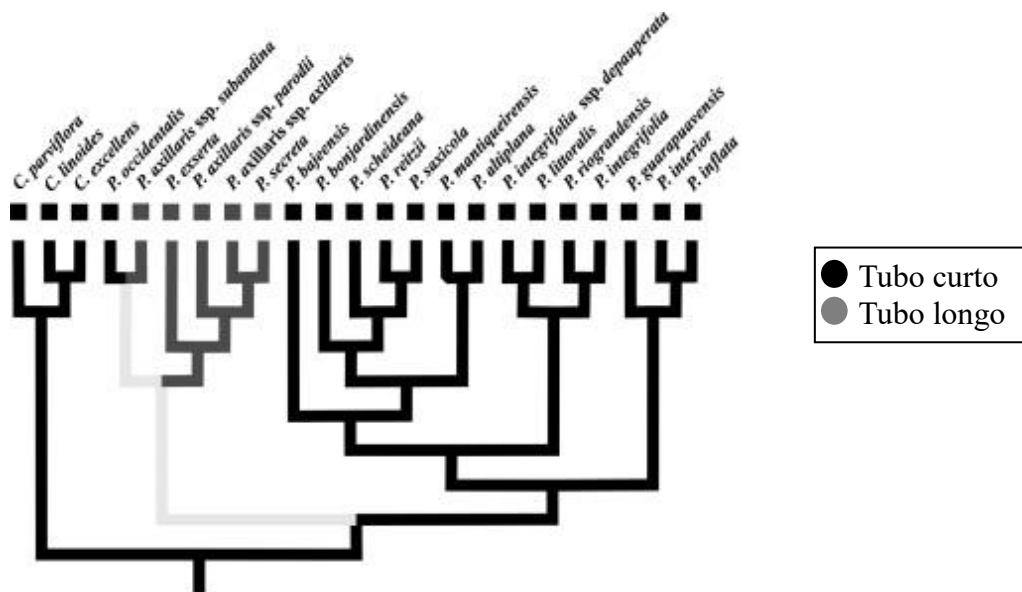 C. parviflora
C. linoides
C. excellens
P. occidentalis
P. axillaris ssp. subandina
P. exserta
P. axillaris ssp. parodii
P. axillaris ssp. axillaris
P. secreta
P. bajeensis
P. bonjardinensis
P. scheideana
P. reitzii
P. saxicola
P. mantiqueirensis
P. altiplana
P. integrifolia ssp. depauperata
P. littoralis
P. riograndensis
P. integrifolia
P. guarapuavensis
P. interior
P. inflata
Tubo curto
Tubo longo